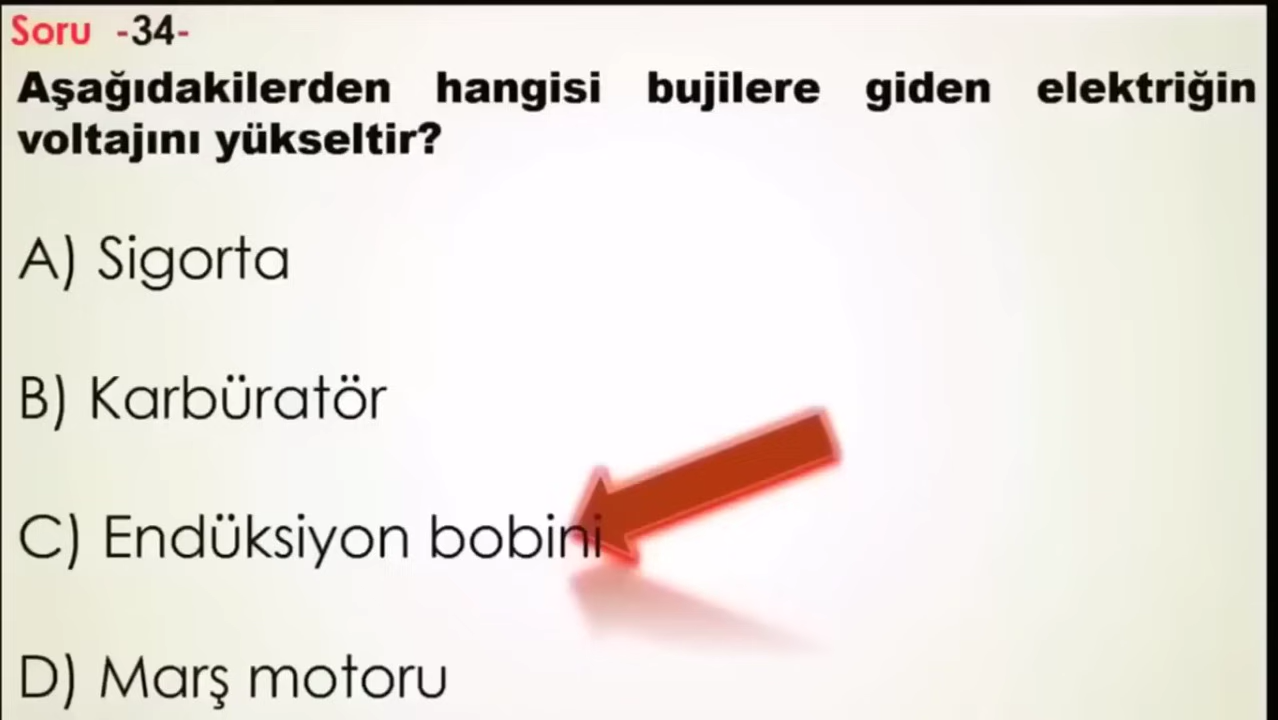 Soru -34-
Aşağıdakilerden hangisi bujilere giden elektriğin
voltajını yükseltir?
A) Sigorta
B) Karbüratör
C) Endüksiyon bobini
D) Marş motoru